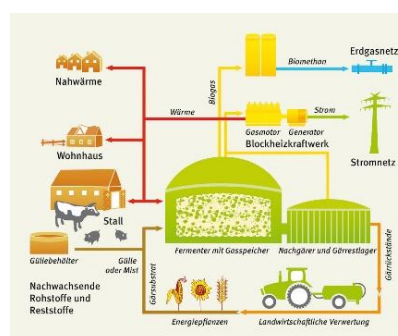 Erdgasnetz
Biomethan
Nahwärme
Biogas
Wärme
Strom
Gasmotor Generator
Blockheizkraftwerk
Wohnhaus
Stromnetz
Stall
Güllebehälter
Gülle
oder Mist
Fermenter mit Gasspeicher
Nachgärer und Gärrestlager
Gärsubstrat
Gärrückstände
Nachwachsende
Rohstoffe und
Reststoffe
Energiepflanzen
Landwirtschaftliche Verwertung